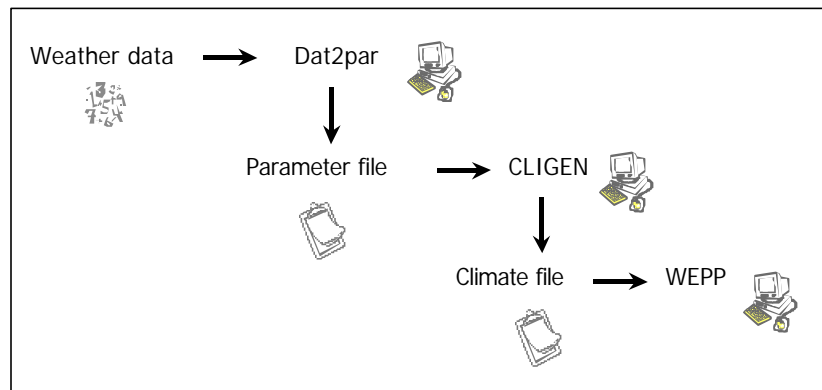 Weather data
Dat2par
Parameter file
CLIGEN
Climate file
WEPP